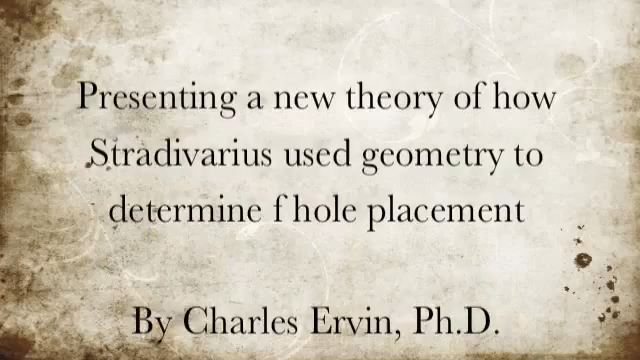 Presenting a new theory of how
Stradivarius used geometry to
determine f hole placement
By Charles Ervin, Ph.D.